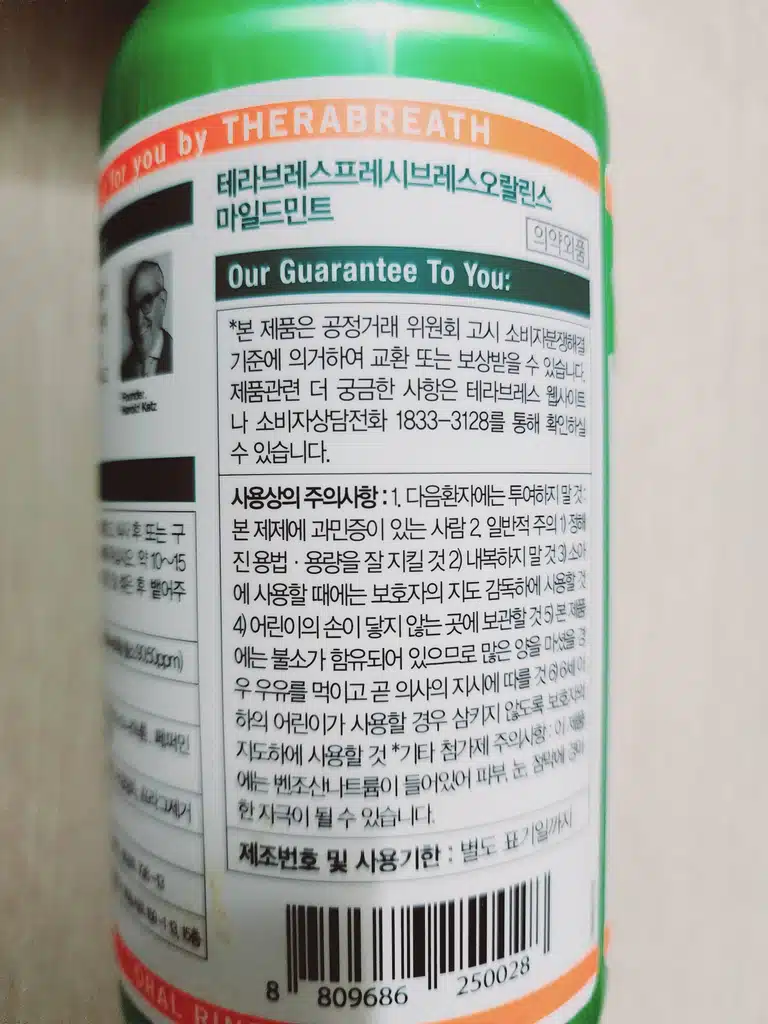 for you by THERABREATH
테라브레스프레시브레스오랄린스
마일드민트
의약외품
Our Guarantee To You:
*본 제품은 공정거래 위원회 고시 소비자분쟁해결
기준에 의거하여 교환 또는 보상받을 수 있습니다.
제품관련 더 궁금한 사항은 테라브레스 웹사이트
나 소비자상담전화 1833-3128를 통해 확인하실
수 있습니다.
사용상의 주의사항 : 1. 다음환자에는 투여하지 말 것 :
본 제제에 과민증이 있는 사람 2. 일반적 주의 1) 정해
진 용법 · 용량을 잘 지킬 것 2) 내복하지 말 것 3) 소아
에 사용할 때에는 보호자의 지도 감독하에 사용할 것
4) 어린이의 손이 닿지 않는 곳에 보관할 것 5) 본 제품
에는 불소가 함유되어 있으므로 많은 양을 마셨을 경
우 우유를 먹이고 곧 의사의 지시에 따를 것 6) 6세 이
하의 어린이가 사용할 경우 삼키지 않도록 보호자의
지도하에 사용할 것 *기타 첨가제 주의사항 : 이 제품
에는 벤조산나트륨이 들어있어 피부, 눈, 점막에 경미
한 자극이 될 수 있습니다.
제조번호 및 사용기한 : 별도 표기일까지
8 809686 250028
Founder,
Harold Katz
후 또는 구
약 10~15
후 뱉어주
ORAL RIN